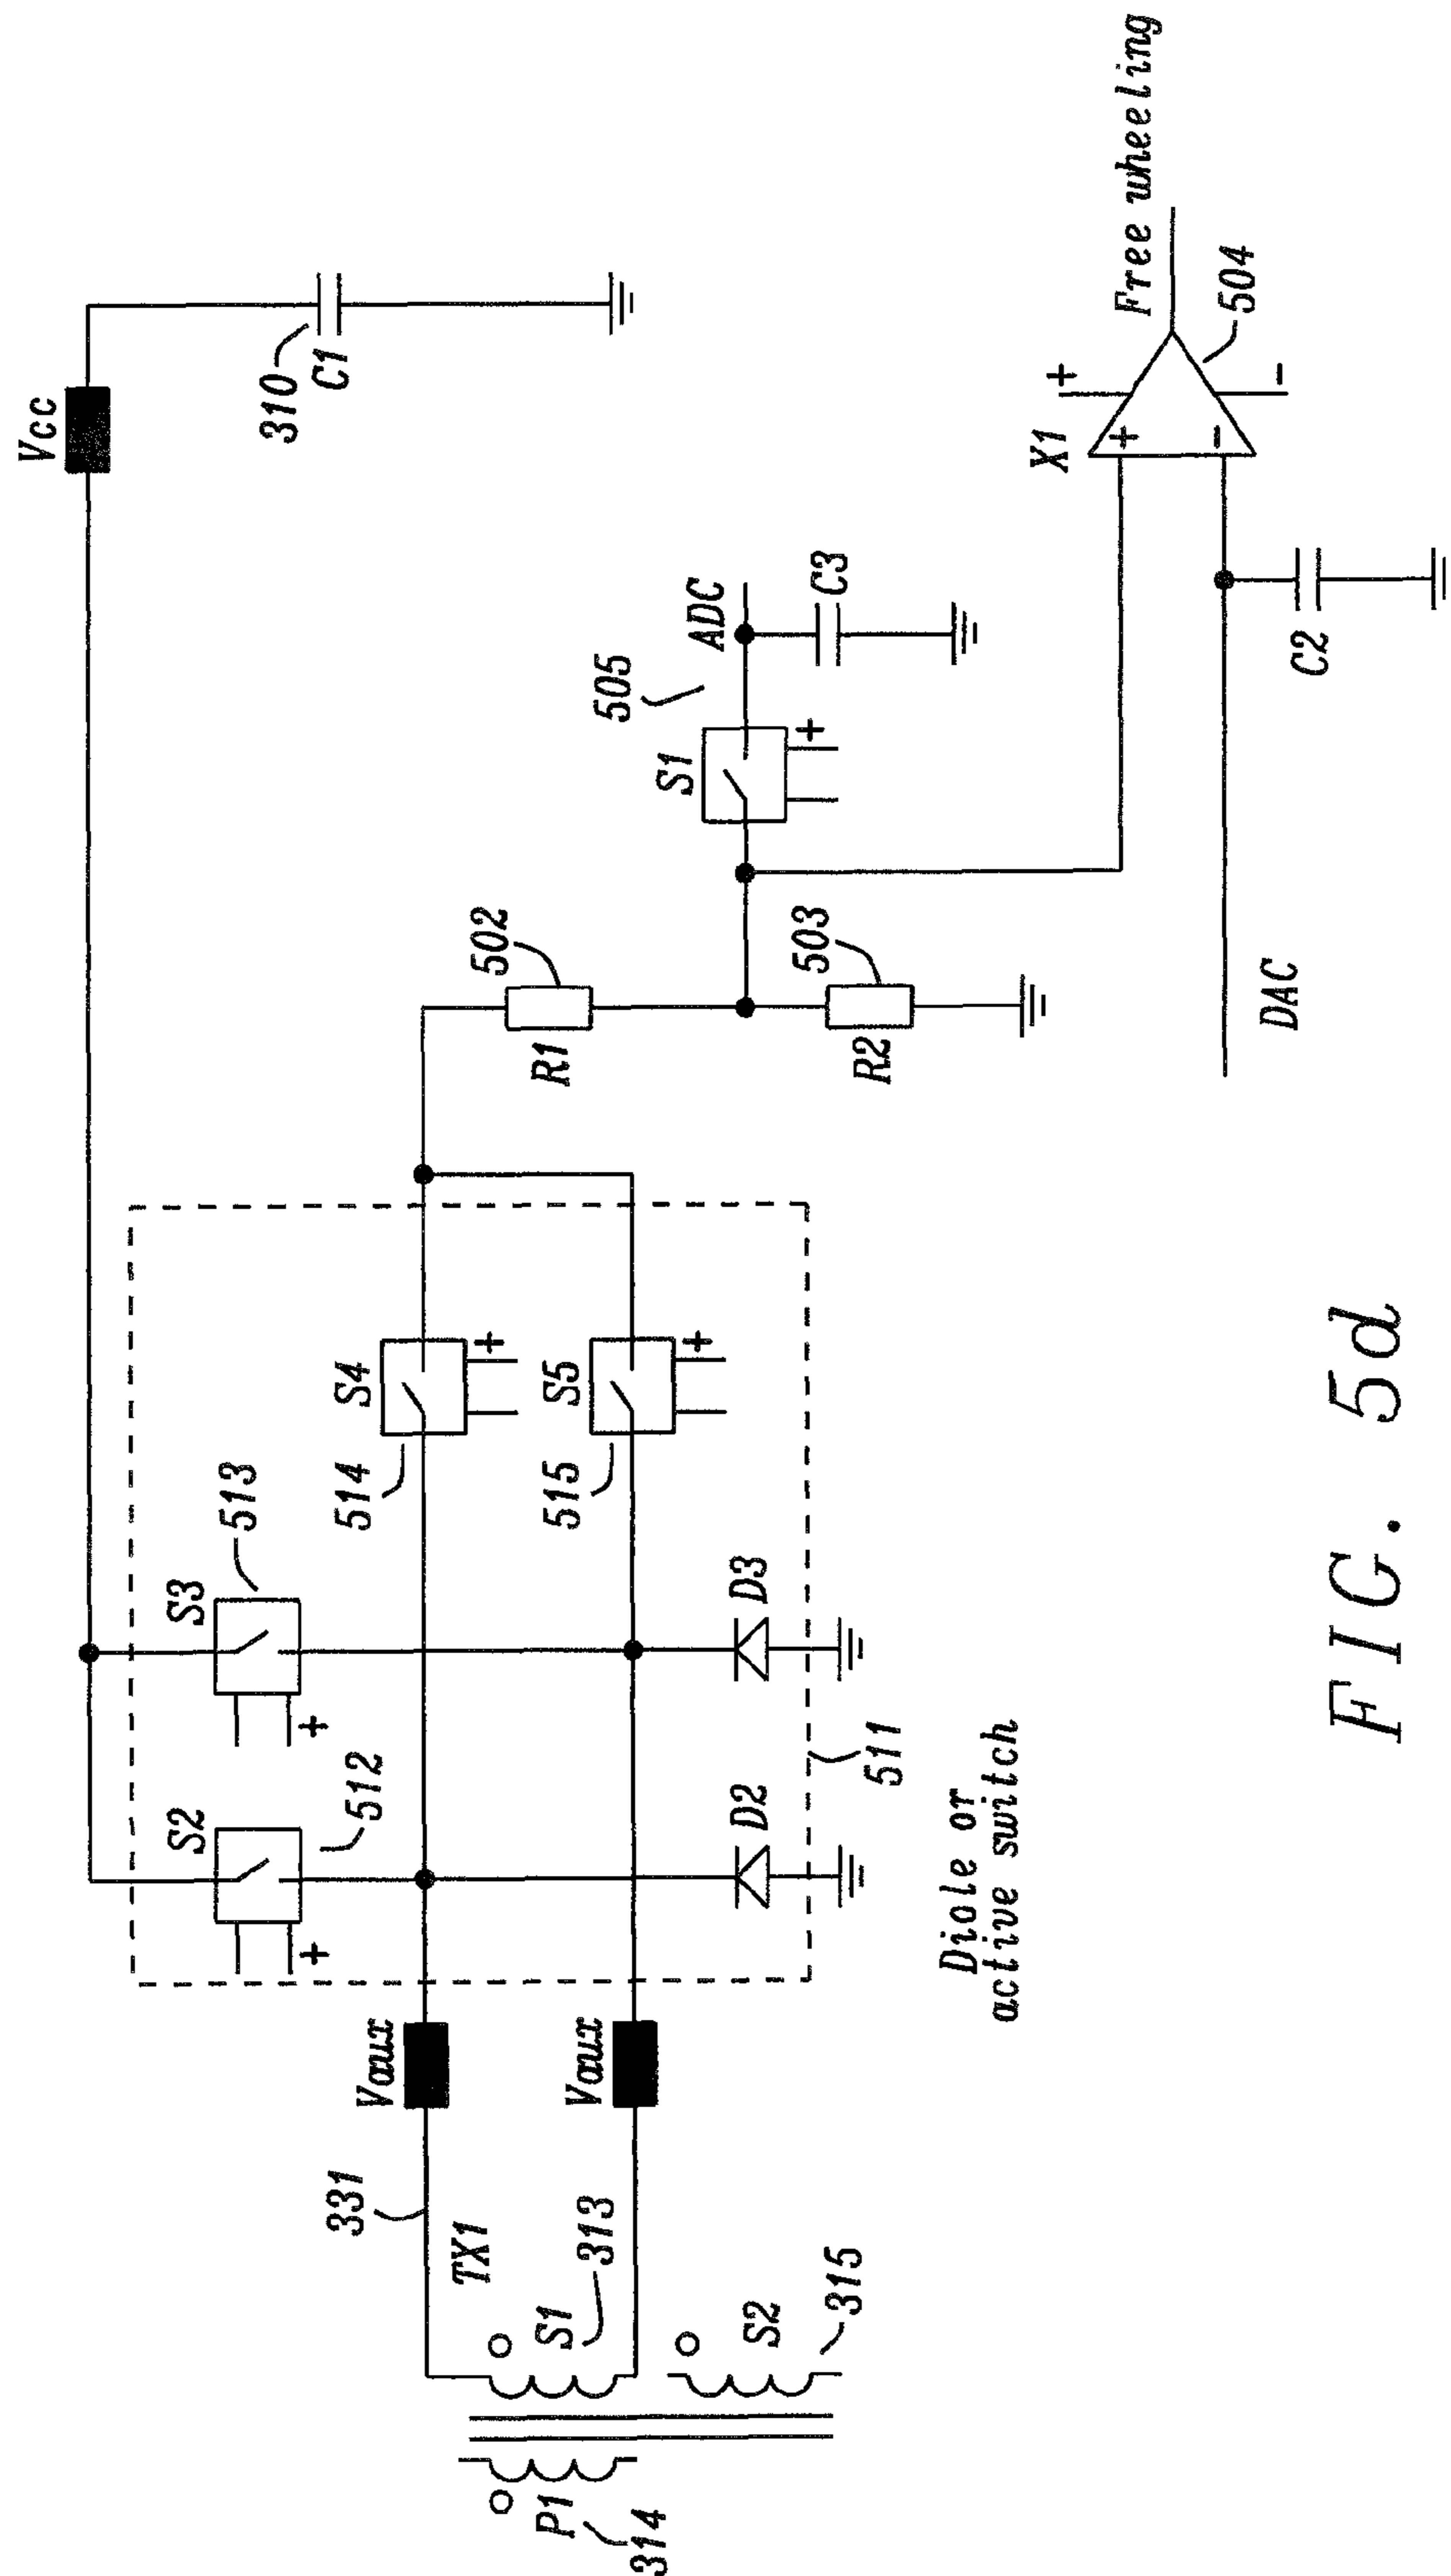 Vcc
310
C1
S3
513
S2
512
S4
514
S5
515
502
R1
503
R2
505
S1
+
ADC
C3
X1
+
+
-
-
Free wheeling
504
C2
DAC
+
+
+
+
D3
D2
511
Diole or
active switch
Vaux
Vaux
331
TX1
S1
313
S2
315
P1
314
FIG. 5d